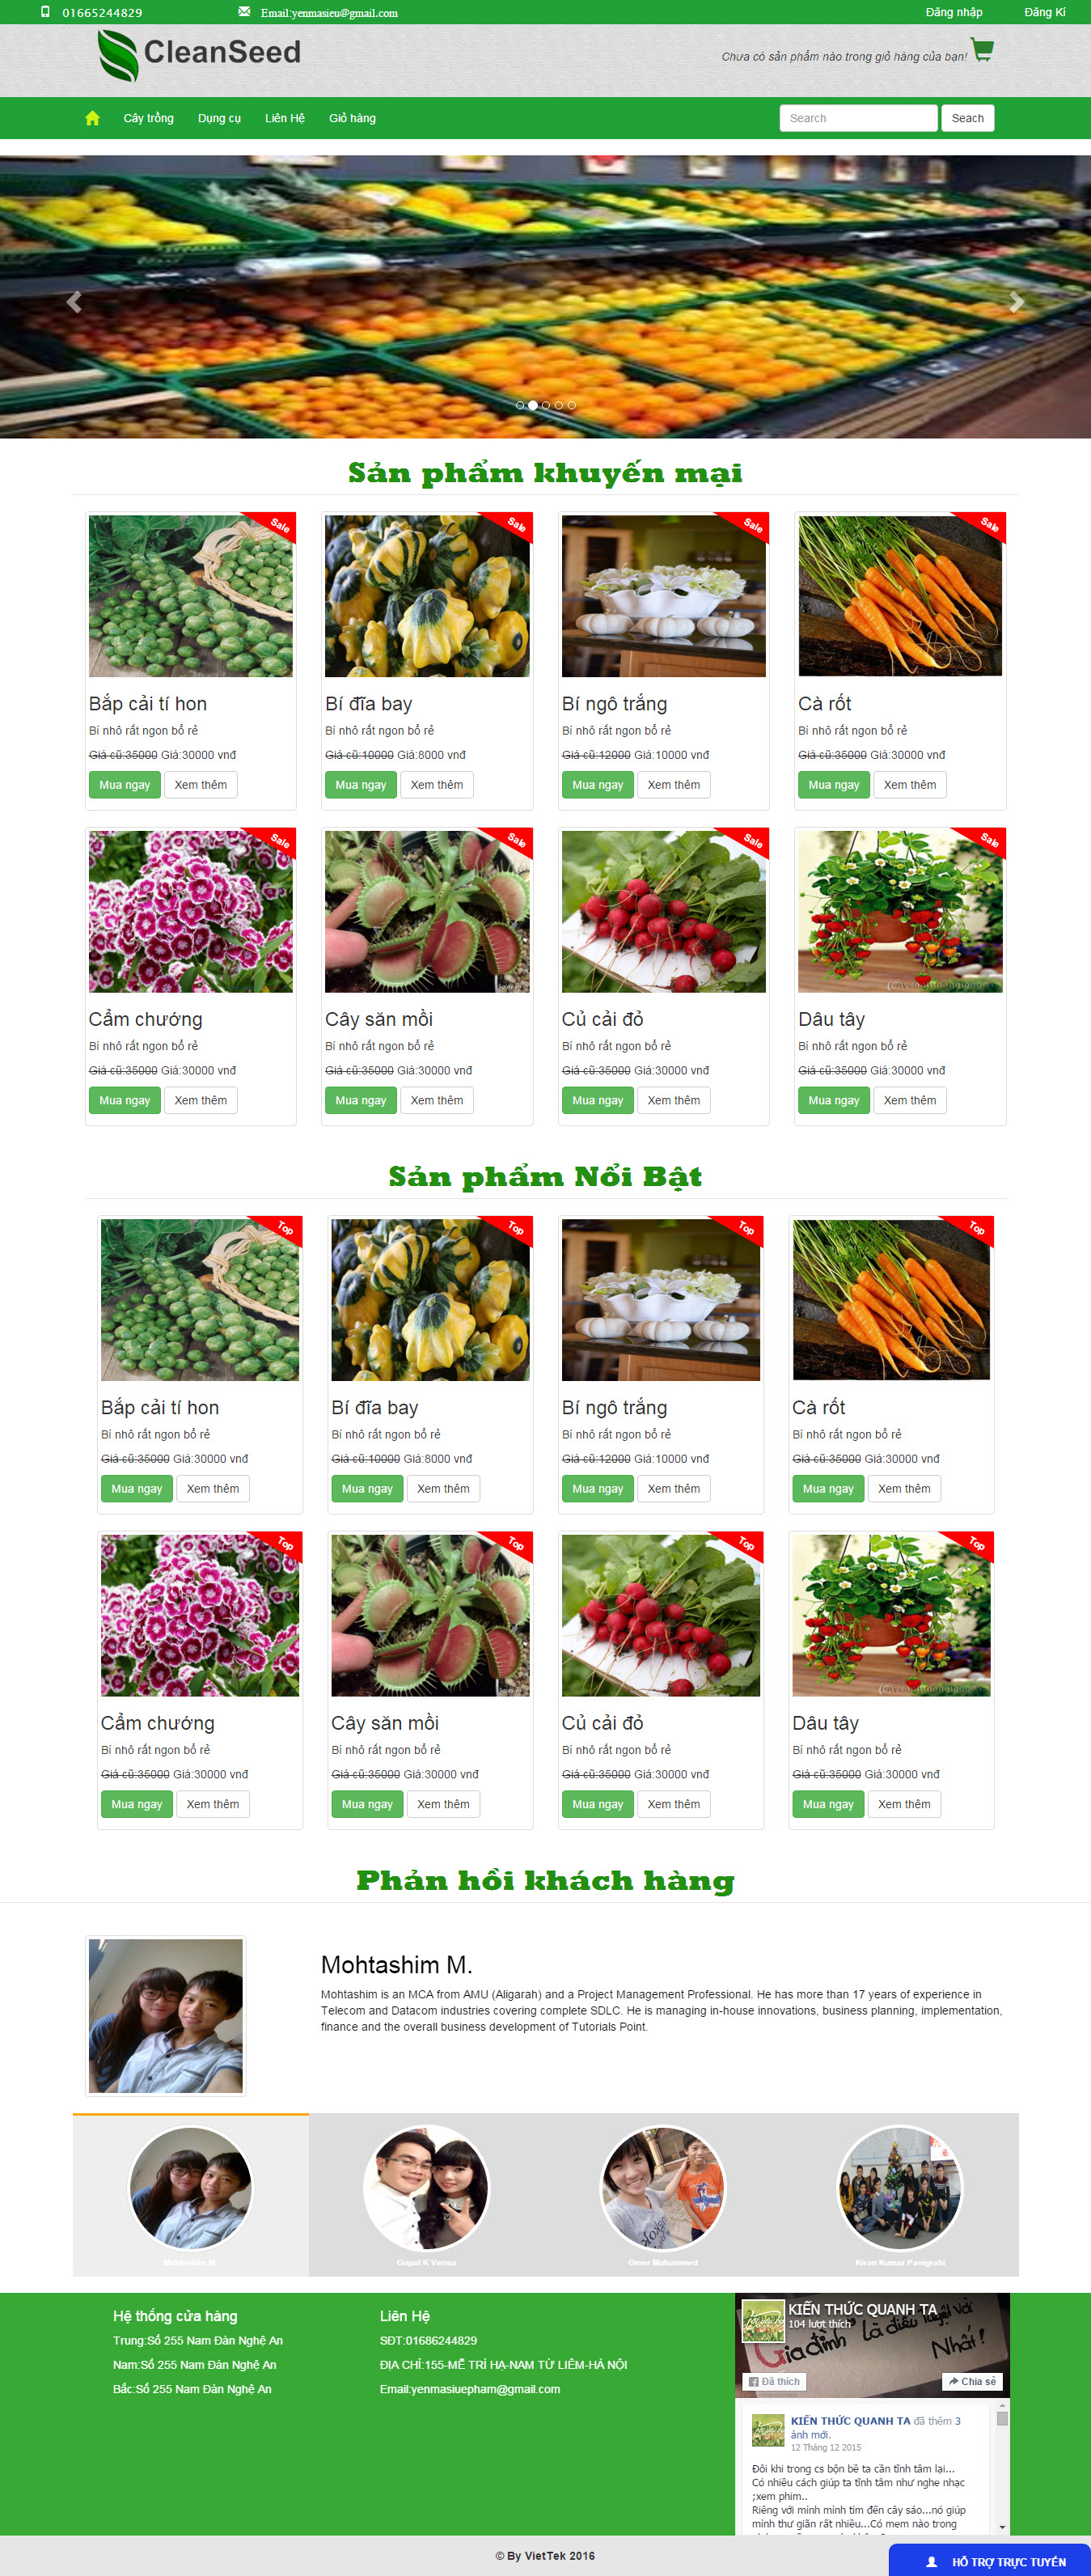 01665244829
Email:yenmasieu@gmail.com
Đăng nhập
Đăng Kí
CleanSeed
Chưa có sản phẩm nào trong giỏ hàng của bạn!
Cây trồng
Dụng cụ
Liên Hệ
Giỏ hàng
Search
Seach
Sản phẩm khuyến mại
Sale
Sale
Sale
Sale
Bắp cải tí hon
Bí đĩa bay
Bí ngô trắng
Cà rốt
Bí nhô rất ngon bổ rẻ
Bí nhô rất ngon bổ rẻ
Bí nhô rất ngon bổ rẻ
Bí nhô rất ngon bổ rẻ
Giá cũ:35000 Giá:30000 vnđ
Giá cũ:10000 Giá:8000 vnđ
Giá cũ:12000 Giá:10000 vnđ
Giá cũ:35000 Giá:30000 vnđ
Mua ngay Xem thêm
Mua ngay Xem thêm
Mua ngay Xem thêm
Mua ngay Xem thêm
Sale
Sale
Sale
Sale
Cẩm chướng
Cây săn mồi
Củ cải đỏ
Dâu tây
Bí nhô rất ngon bổ rẻ
Bí nhô rất ngon bổ rẻ
Bí nhô rất ngon bổ rẻ
Bí nhô rất ngon bổ rẻ
Giá cũ:35000 Giá:30000 vnđ
Giá cũ:35000 Giá:30000 vnđ
Giá cũ:35000 Giá:30000 vnđ
Giá cũ:35000 Giá:30000 vnđ
Mua ngay Xem thêm
Mua ngay Xem thêm
Mua ngay Xem thêm
Mua ngay Xem thêm
Sản phẩm Nổi Bật
Top
Top
Top
Top
Bắp cải tí hon
Bí đĩa bay
Bí ngô trắng
Cà rốt
Bí nhô rất ngon bổ rẻ
Bí nhô rất ngon bổ rẻ
Bí nhô rất ngon bổ rẻ
Bí nhô rất ngon bổ rẻ
Giá cũ:35000 Giá:30000 vnđ
Giá cũ:10000 Giá:8000 vnđ
Giá cũ:12000 Giá:10000 vnđ
Giá cũ:35000 Giá:30000 vnđ
Mua ngay Xem thêm
Mua ngay Xem thêm
Mua ngay Xem thêm
Mua ngay Xem thêm
Top
Top
Top
Top
Cẩm chướng
Cây săn mồi
Củ cải đỏ
Dâu tây
Bí nhô rất ngon bổ rẻ
Bí nhô rất ngon bổ rẻ
Bí nhô rất ngon bổ rẻ
Bí nhô rất ngon bổ rẻ
Giá cũ:35000 Giá:30000 vnđ
Giá cũ:35000 Giá:30000 vnđ
Giá cũ:35000 Giá:30000 vnđ
Giá cũ:35000 Giá:30000 vnđ
Mua ngay Xem thêm
Mua ngay Xem thêm
Mua ngay Xem thêm
Mua ngay Xem thêm
Phản hồi khách hàng
Mohtashim M.
Mohtashim is an MCA from AMU (Aligarah) and a Project Management Professional. He has more than 17 years of experience in
Telecom and Datacom industries covering complete SDLC. He is managing in-house innovations, business planning, implementation,
finance and the overall business development of Tutorials Point.
Mohtashim M
Gopal K Verma
Omer Mohammed
Kiran Kumar Panigrahi
Hệ thống cửa hàng
Trung:Số 255 Nam Đàn Nghệ An
Nam:Số 255 Nam Đàn Nghệ An
Bắc:Số 255 Nam Đàn Nghệ An
Liên Hệ
SĐT:01686244829
ĐỊA CHỈ:155-MỄ TRÌ HẠ-NAM TỪ LIÊM-HÀ NỘI
Email:yenmasiuepham@gmail.com
KIẾN THỨC QUANH TA
104 lượt thích
Gia đình là điều tuyệt vời
Nhất!
Đã thích
Chia sẻ
KIẾN THỨC QUANH TA đã thêm 3
ảnh mới.
12 Tháng 12 2015
Đôi khi trong cs bộn bề ta cần tĩnh tâm lại...
Có nhiều cách giúp ta tĩnh tâm như nghe nhạc
;xem phim..
Riêng với mình mình tìm đến cây sáo...nó giúp
mình thư giãn rất nhiều...Có mem nào trong
© By VietTek 2016
HỖ TRỢ TRỰC TUYẾN